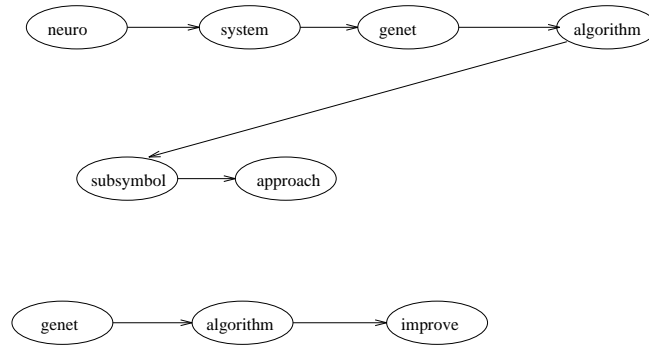 neuro system genet algorithm
subsymbol approach
genet algorithm improve